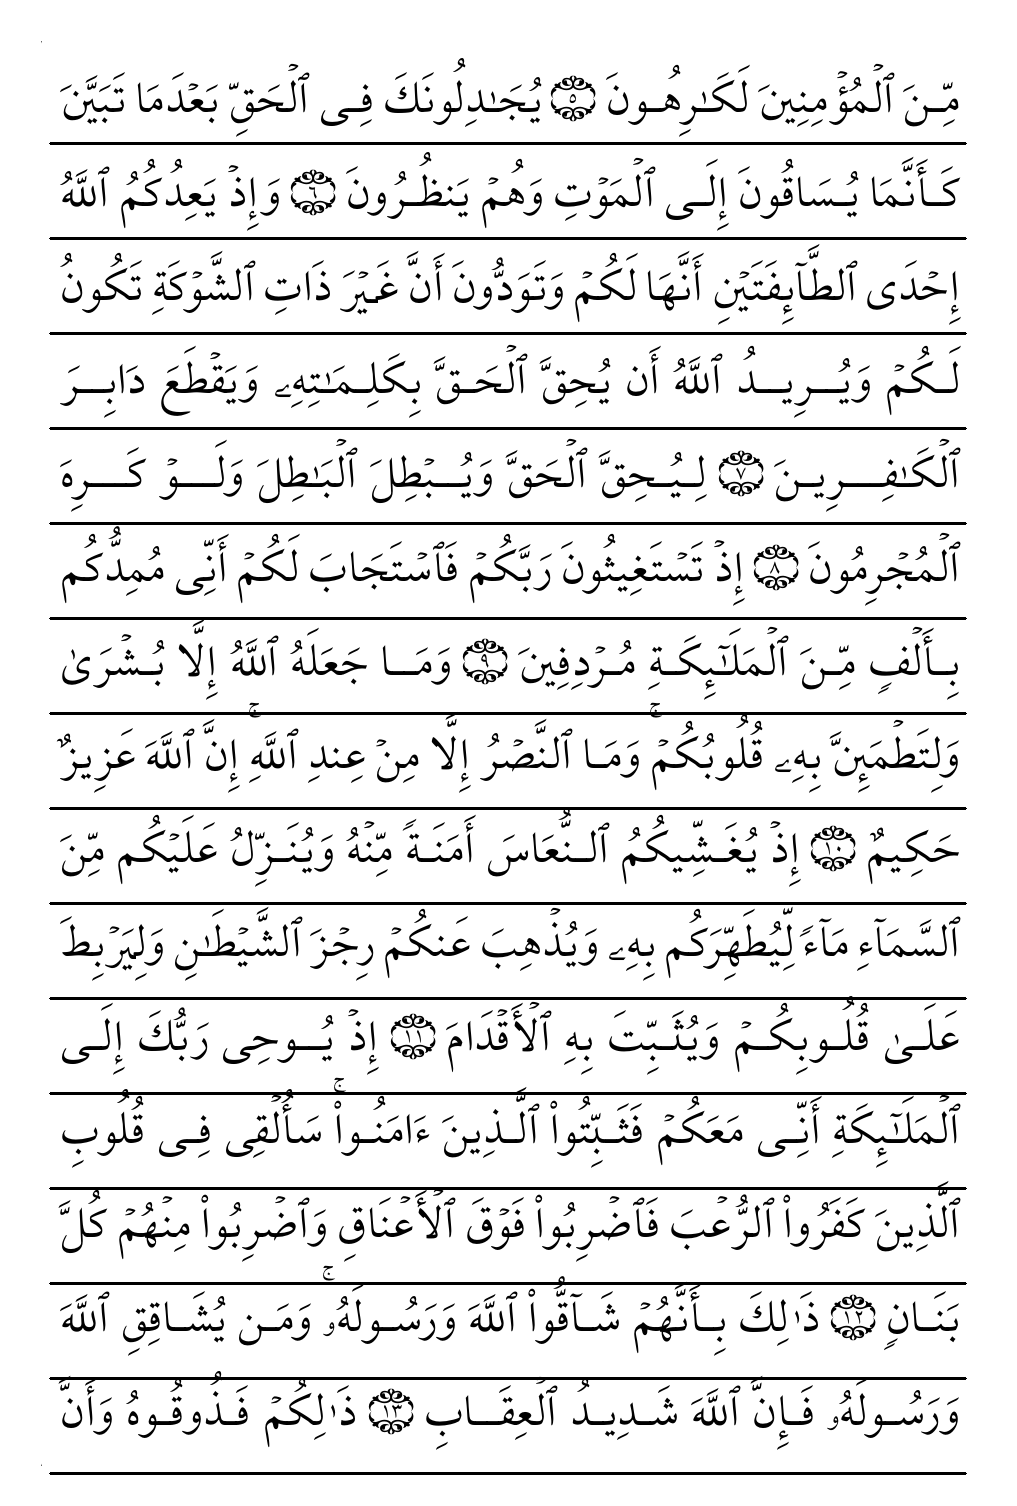 مِّنَ ٱلۡمُؤۡمِنِينَ لَكَـٰرِهُونَ ۝٥ يُجَـٰدِلُونَكَ فِی ٱلۡحَقِّ بَعۡدَمَا تَبَيَّنَ
كَأَنَّمَا يُسَاقُونَ إِلَى ٱلۡمَوۡتِ وَهُمۡ يَنظُرُونَ ۝٦ وَإِذۡ يَعِدُكُمُ ٱللَّهُ
إِحۡدَى ٱلطَّاۤىِٕفَتَيۡنِ أَنَّهَا لَكُمۡ وَتَوَدُّونَ أَنَّ غَيۡرَ ذَاتِ ٱلشَّوۡكَةِ تَكُونُ
لَكُمۡ وَيُرِيدُ ٱللَّهُ أَن يُحِقَّ ٱلۡحَقَّ بِكَلِمَـٰتِهِۦ وَيَقۡطَعَ دَابِرَ
ٱلۡكَـٰفِرِينَ ۝٧ لِيُحِقَّ ٱلۡحَقَّ وَيُبۡطِلَ ٱلۡبَـٰطِلَ وَلَوۡ كَرِهَ
ٱلۡمُجۡرِمُونَ ۝٨ إِذۡ تَسۡتَغِيثُونَ رَبَّكُمۡ فَٱسۡتَجَابَ لَكُمۡ أَنِّی مُمِدُّكُم
بِأَلۡفٍ مِّنَ ٱلۡمَلَـٰۤىِٕكَةِ مُرۡدِفِينَ ۝٩ وَمَا جَعَلَهُ ٱللَّهُ إِلَّا بُشۡرَىٰ
وَلِتَطۡمَىِٕنَّ بِهِۦ قُلُوبُكُمۡۚ وَمَا ٱلنَّصۡرُ إِلَّا مِنۡ عِندِ ٱللَّهِۚ إِنَّ ٱللَّهَ عَزِيزٌ
حَكِيمٌ ۝١٠ إِذۡ يُغَشِّيكُمُ ٱلنُّعَاسَ أَمَنَةً مِّنۡهُ وَيُنَزِّلُ عَلَيۡكُم مِّنَ
ٱلسَّمَاۤءِ مَاۤءً لِّيُطَهِّرَكُم بِهِۦ وَيُذۡهِبَ عَنكُمۡ رِجۡزَ ٱلشَّيۡطَـٰنِ وَلِيَرۡبِطَ
عَلَىٰ قُلُوبِكُمۡ وَيُثَبِّتَ بِهِ ٱلۡأَقۡدَامَ ۝١١ إِذۡ يُوحِی رَبُّكَ إِلَى
ٱلۡمَلَـٰۤىِٕكَةِ أَنِّی مَعَكُمۡ فَثَبِّتُوا۟ ٱلَّذِينَ ءَامَنُوا۟ۚ سَأُلۡقِی فِی قُلُوبِ
ٱلَّذِينَ كَفَرُوا۟ ٱلرُّعۡبَ فَٱضۡرِبُوا۟ فَوۡقَ ٱلۡأَعۡنَاقِ وَٱضۡرِبُوا۟ مِنۡهُمۡ كُلَّ
بَنَانٍ ۝١٢ ذَ ٰلِكَ بِأَنَّهُمۡ شَاۤقُّوا۟ ٱللَّهَ وَرَسُولَهُۥۚ وَمَن يُشَاقِقِ ٱللَّهَ
وَرَسُولَهُۥ فَإِنَّ ٱللَّهَ شَدِيدُ ٱلۡعِقَابِ ۝١٣ ذَ ٰلِكُمۡ فَذُوقُوهُ وَأَنَّ